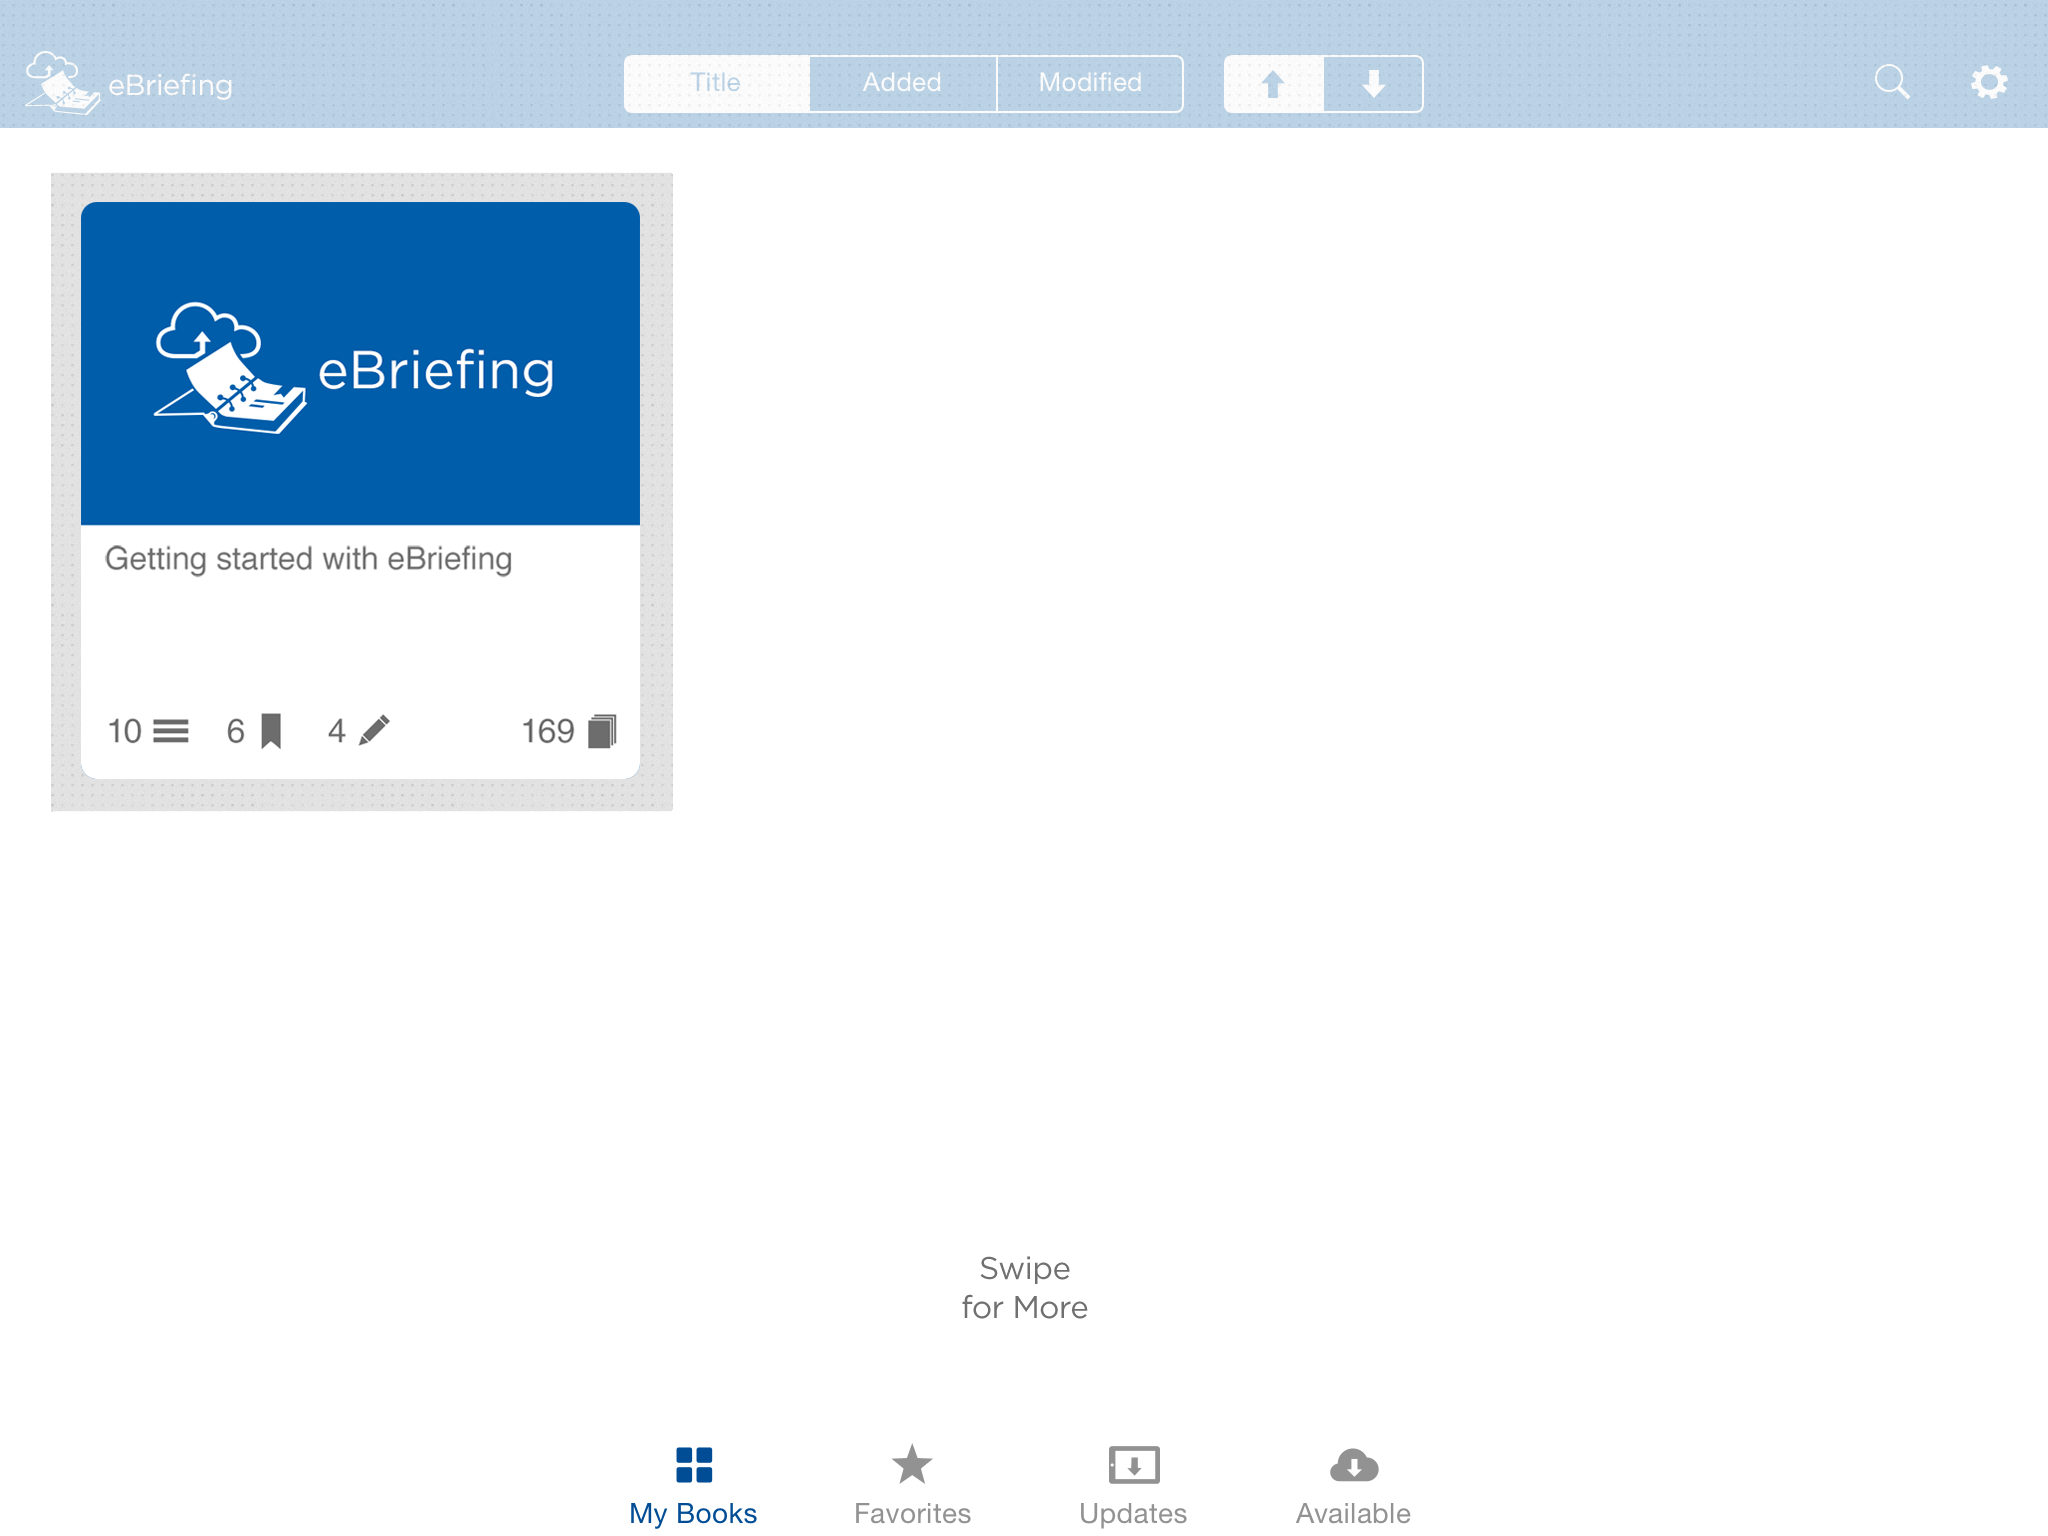 eBriefing
Title
Added
Modified
eBriefing
Getting started with eBriefing
10
6
4
169
Swipe
for More
My Books
Favorites
Updates
Available